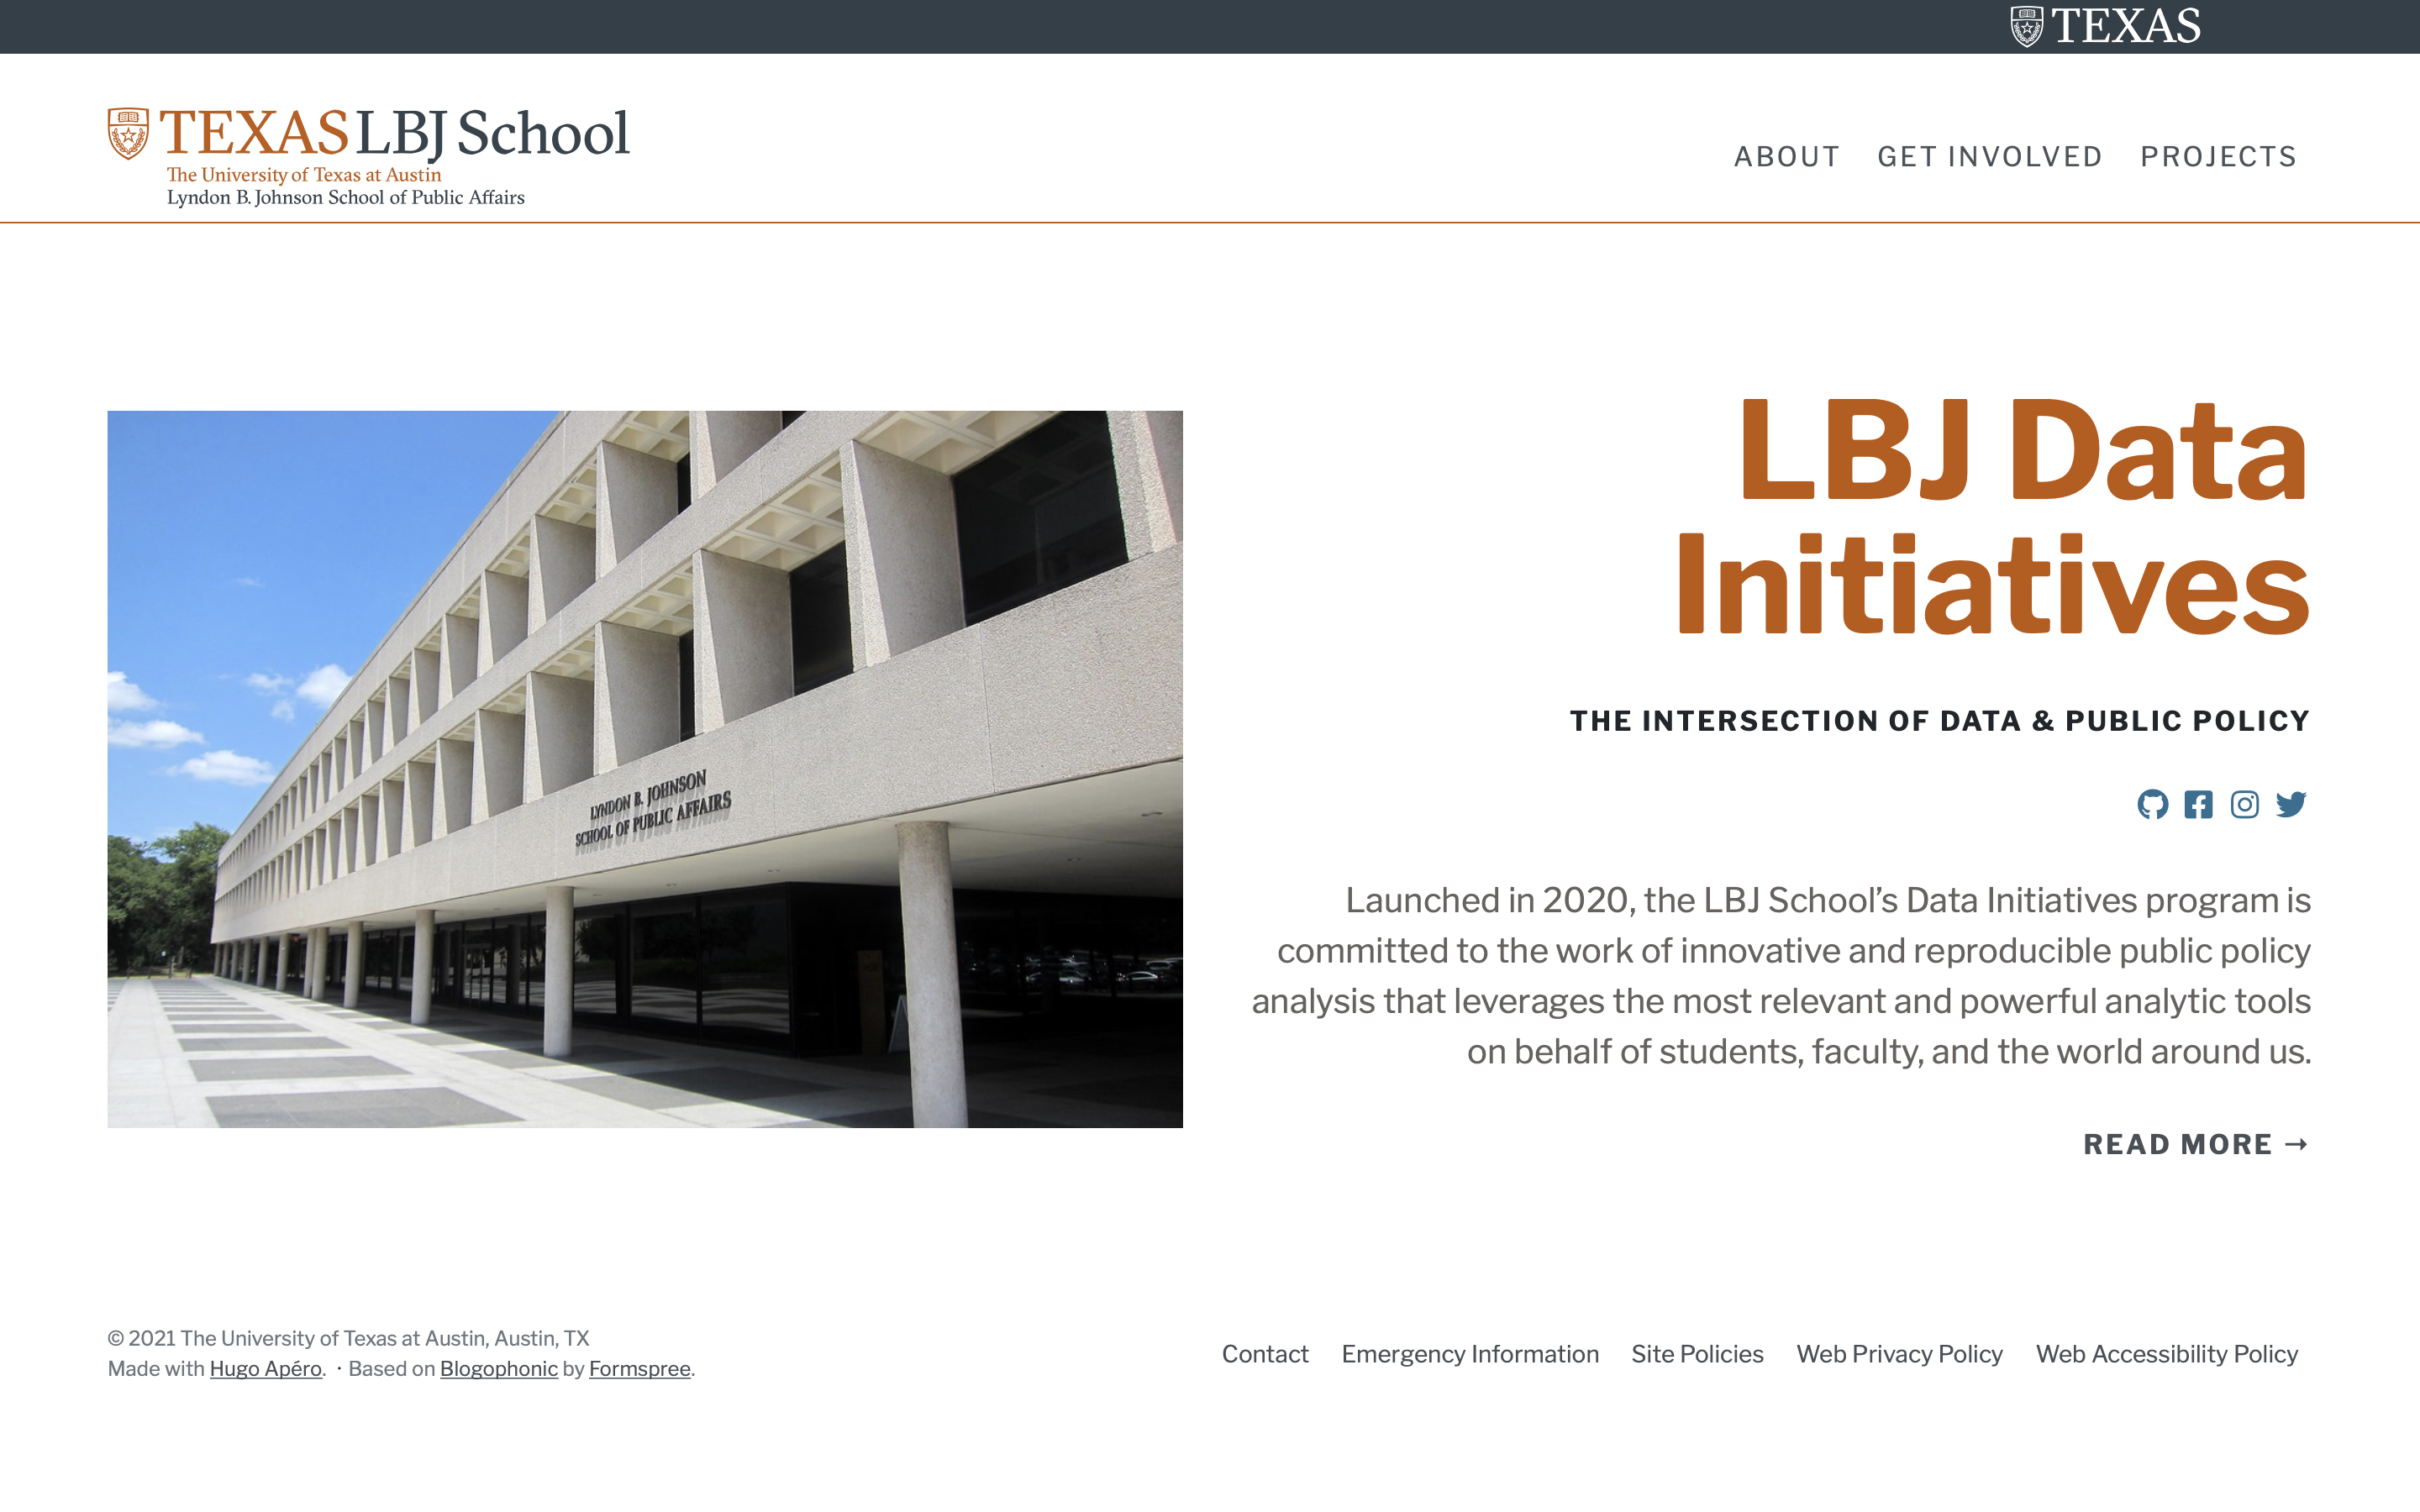 TEXAS
TEXAS LBJ School
The University of Texas at Austin
Lyndon B. Johnson School of Public Affairs
ABOUT GET INVOLVED PROJECTS
LYNDON B. JOHNSON
SCHOOL OF PUBLIC AFFAIRS
LBJ Data
Initiatives
THE INTERSECTION OF DATA & PUBLIC POLICY
Launched in 2020, the LBJ School’s Data Initiatives program is
committed to the work of innovative and reproducible public policy
analysis that leverages the most relevant and powerful analytic tools
on behalf of students, faculty, and the world around us.
READ MORE →
© 2021 The University of Texas at Austin, Austin, TX
Made with Hugo Apéro. · Based on Blogophonic by Formspree.
Contact Emergency Information Site Policies Web Privacy Policy Web Accessibility Policy